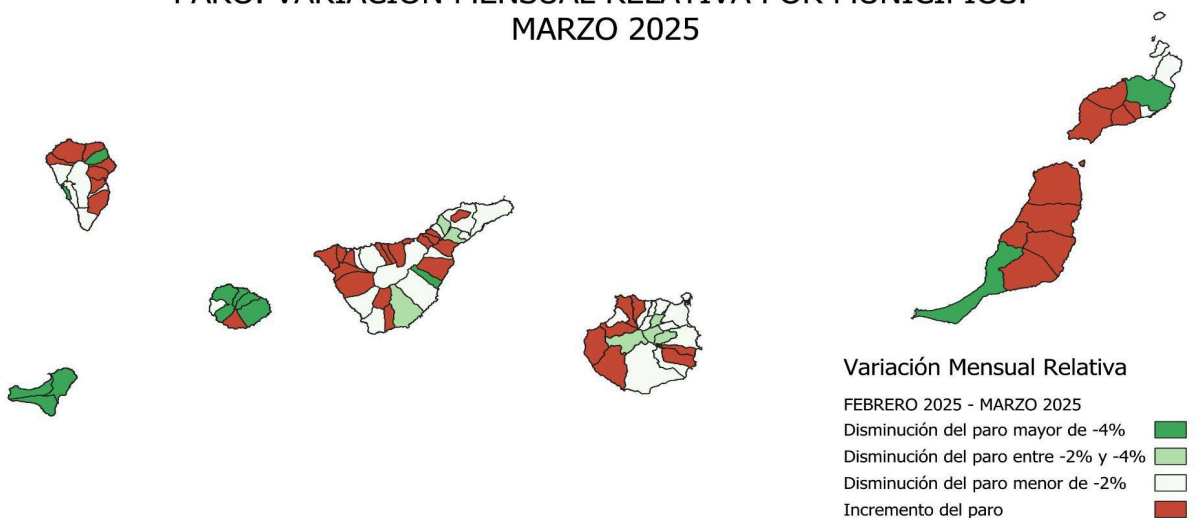 PARO. VARIACIÓN MENSUAL RELATIVA POR MUNICIPIOS.
MARZO 2025
Variación Mensual Relativa
FEBRERO 2025 - MARZO 2025
Disminución del paro mayor de -4%
Disminución del paro entre -2% y -4%
Disminución del paro menor de -2%
Incremento del paro